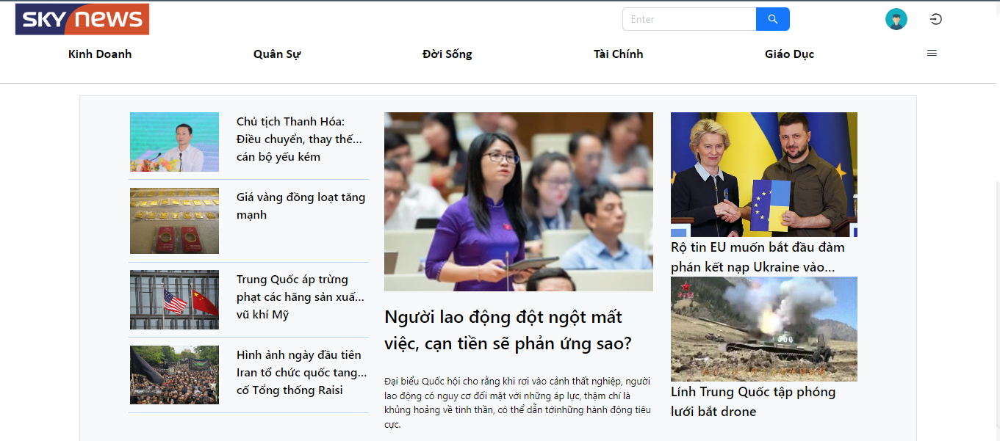 SKY news
Enter
Kinh Doanh
Quân Sự
Đời Sống
Tài Chính
Giáo Dục
Chủ tịch Thanh Hóa:
Điều chuyển, thay thế...
cán bộ yếu kém
Giá vàng đồng loạt tăng
mạnh
Trung Quốc áp trừng
phạt các hãng sản xuấ...
vũ khí Mỹ
Hình ảnh ngày đầu tiên
Iran tổ chức quốc tang...
cố Tổng thống Raisi
Người lao động đột ngột mất
việc, cạn tiền sẽ phản ứng sao?
Đại biểu Quốc hội cho rằng khi rơi vào cảnh thất nghiệp, người
lao động có nguy cơ đối mặt với những áp lực, thậm chí là
khủng hoảng về tinh thần, có thể dẫn tớinhững hành động tiêu
cực.
Rộ tin EU muốn bắt đầu đàm
phán kết nạp Ukraine vào...
Lính Trung Quốc tập phóng
lưới bắt drone